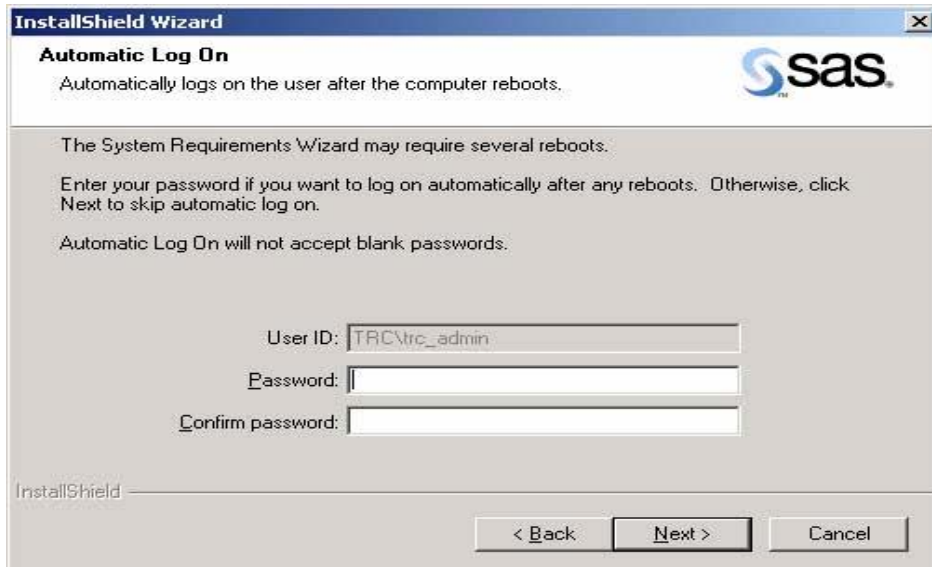 InstallShield Wizard
Automatic Log On
Automatically logs on the user after the computer reboots.
sas.
TM
The System Requirements Wizard may require several reboots.
Enter your password if you want to log on automatically after any reboots. Otherwise, click
Next to skip automatic log on.
Automatic Log On will not accept blank passwords.
User ID: TRC\trc_admin
Password:
Confirm password:
InstallShield
< Back
Next >
Cancel